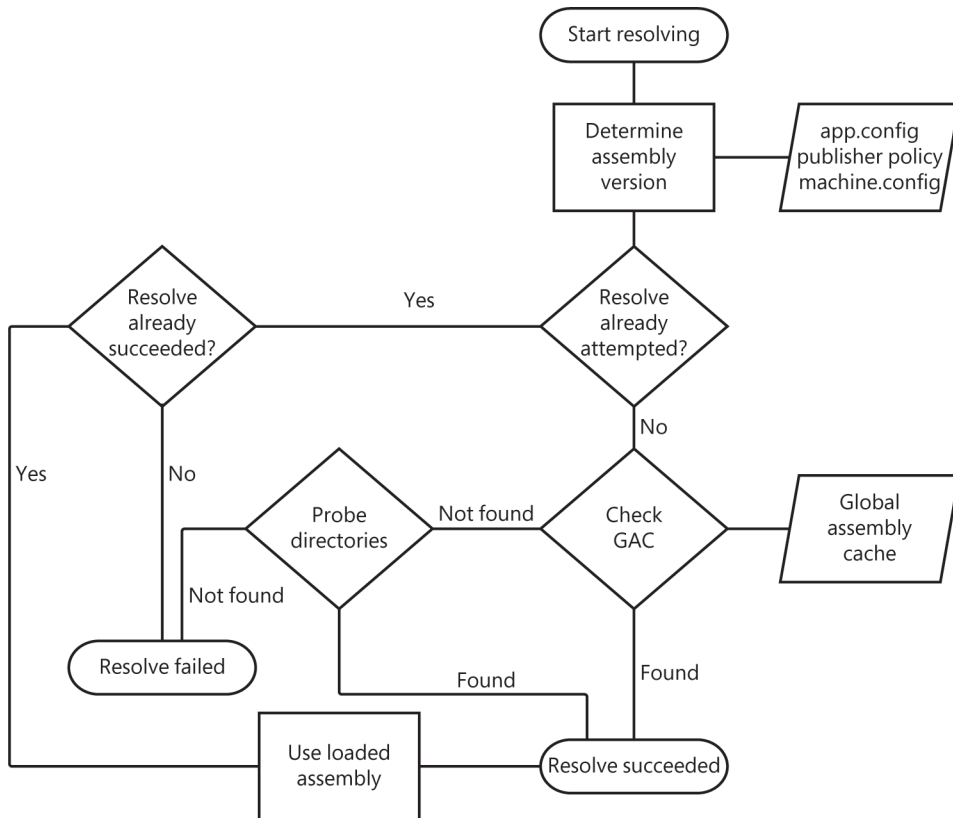 Start resolving
Determine
assembly
version
app.config
publisher policy
machine.config
Resolve
already
succeeded?
Yes
Resolve
already
attempted?
No
Yes
No
Probe
directories
Not found
Check
GAC
Global
assembly
cache
Not found
Resolve failed
Found
Found
Use loaded
assembly
Resolve succeeded